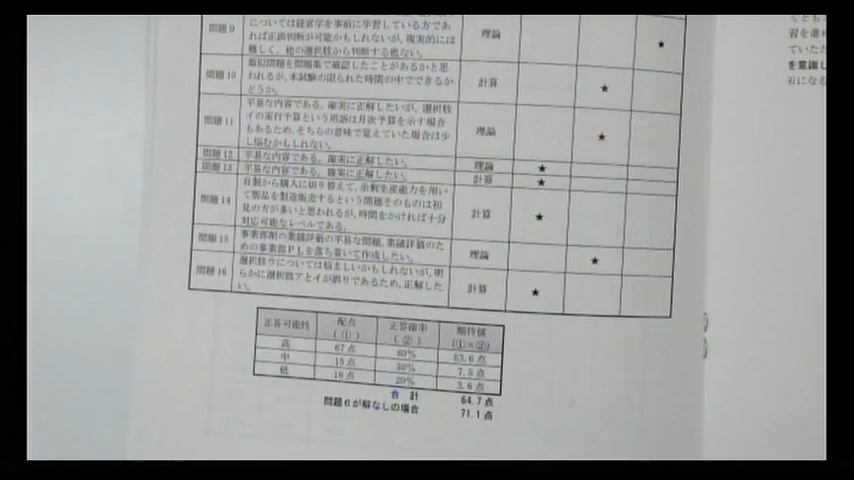 問題9
については経営学を事前に学習している方であ
れば正誤判断が可能かもしれないが、現実的には
難しく、他の選択肢から判断する他ない。
理論
★
問題10
類似問題を問題集で確認したことがあるかと思
われるが、本試験の限られた時間の中でできるか
どうか。
計算
★
問題11
平易な内容である。確実に正解したいが、選択肢
イの実行予算という用語は月次予算を示す場合
もあるため、そちらの意味で覚えていた場合は少
し悩むかもしれない。
理論
★
問題12
平易な内容である。確実に正解したい。
理論
★
問題13
平易な内容である。確実に正解したい。
計算
★
問題14
自製から購入に切り替えて、余剰生産能力を用い
て製品を製造販売するという問題そのものは初
見の方が多いと思われるが、時間をかければ十分
対応可能なレベルである。
計算
★
問題15
事業部制の業績評価の平易な問題。業績評価のた
めの事業部PLを落ち着いて作成したい。
理論
★
問題16
選択肢ウについては悩ましいかもしれないが、明
らかに選択肢アとイが誤りであるため、正解した
い。
計算
★
正答可能性 配点(①) 正答確率(②) 期待値(①×②)
高 67点 80% 53.6点
中 15点 50% 7.5点
低 18点 20% 3.6点
合計 64.7点
問題6が解なしの場合 71.1点
習を進め
ていただ
を意識し
石になる